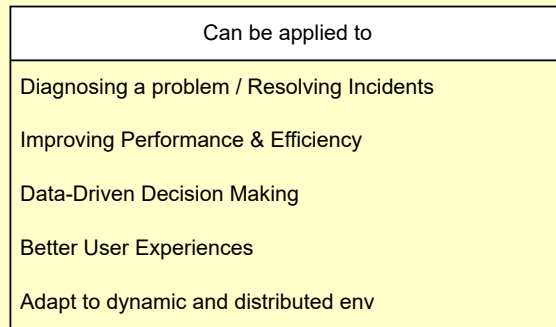 Can be applied to
Diagnosing a problem / Resolving Incidents
Improving Performance & Efficiency
Data-Driven Decision Making
Better User Experiences
Adapt to dynamic and distributed env